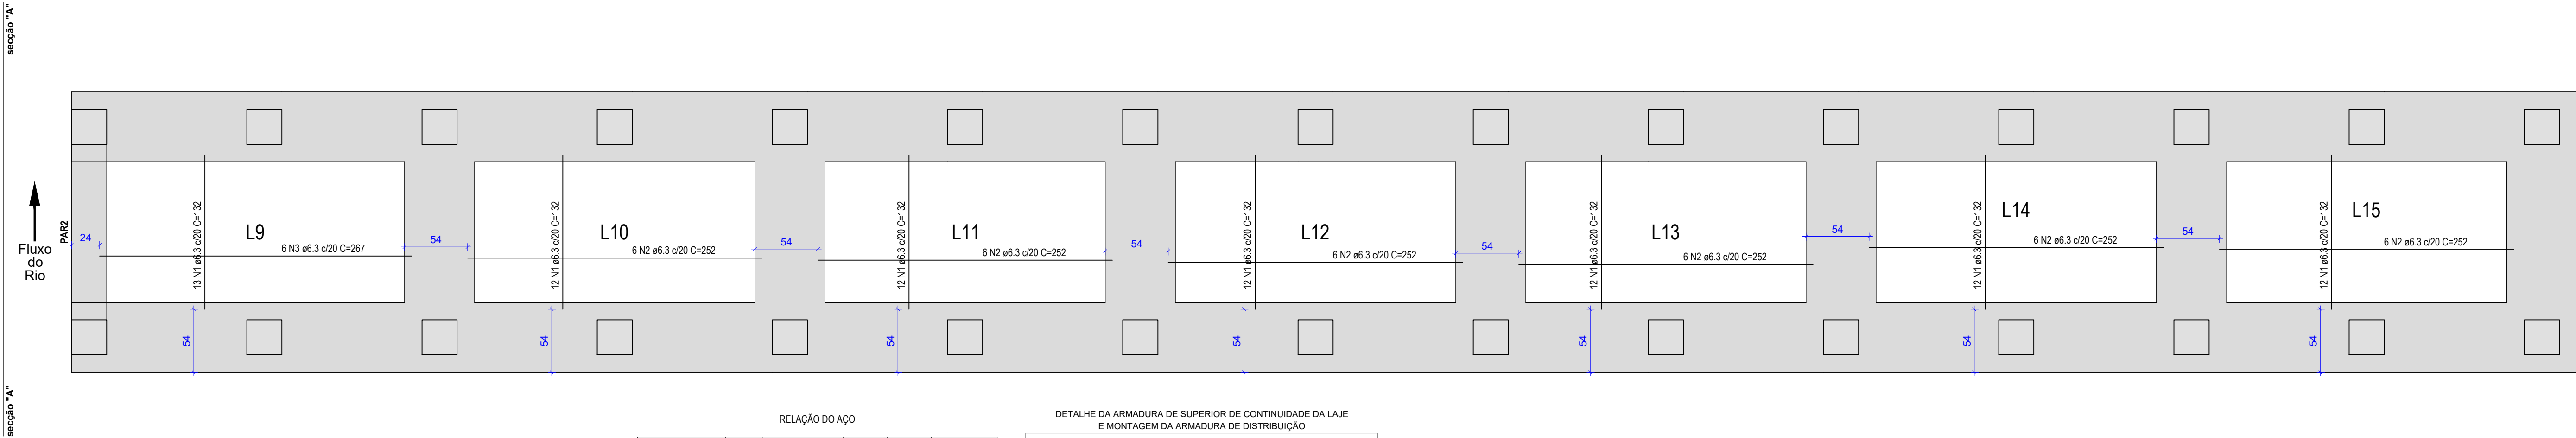 secção "A"
PAR2
Fluxo
do
Rio
24
13 N1 ø6.3 c/20 C=132
L9
6 N3 ø6.3 c/20 C=267
54
54
12 N1 ø6.3 c/20 C=132
L10
6 N2 ø6.3 c/20 C=252
54
54
12 N1 ø6.3 c/20 C=132
L11
6 N2 ø6.3 c/20 C=252
54
54
12 N1 ø6.3 c/20 C=132
L12
6 N2 ø6.3 c/20 C=252
54
54
12 N1 ø6.3 c/20 C=132
L13
6 N2 ø6.3 c/20 C=252
54
54
12 N1 ø6.3 c/20 C=132
L14
6 N2 ø6.3 c/20 C=252
54
54
12 N1 ø6.3 c/20 C=132
L15
6 N2 ø6.3 c/20 C=252
54
secção "A"
RELAÇÃO DO AÇO
DETALHE DA ARMADURA DE SUPERIOR DE CONTINUIDADE DA LAJE
E MONTAGEM DA ARMADURA DE DISTRIBUIÇÃO